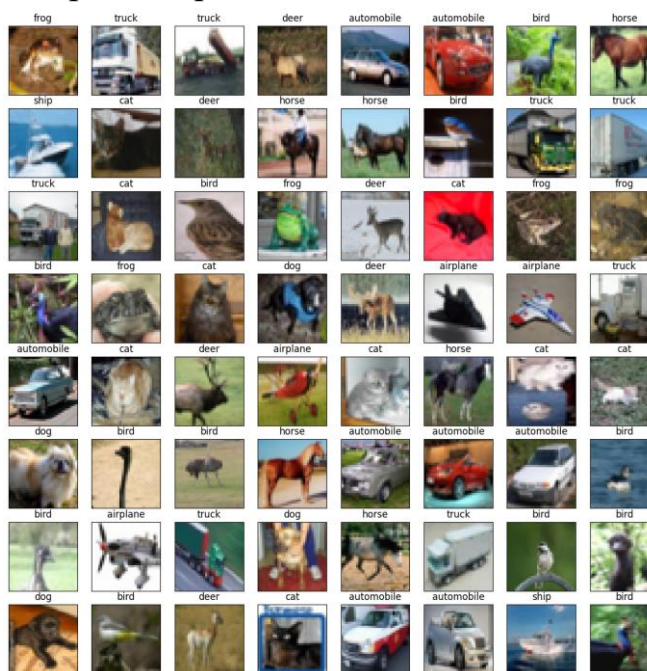 frog truck truck deer automobile automobile bird horse
ship cat deer horse horse bird truck truck
truck cat bird frog deer cat frog frog
bird frog cat dog deer airplane airplane truck
automobile cat deer airplane cat horse cat cat
dog bird bird horse automobile automobile automobile bird
bird airplane truck dog horse truck bird bird
dog bird deer cat automobile automobile ship bird